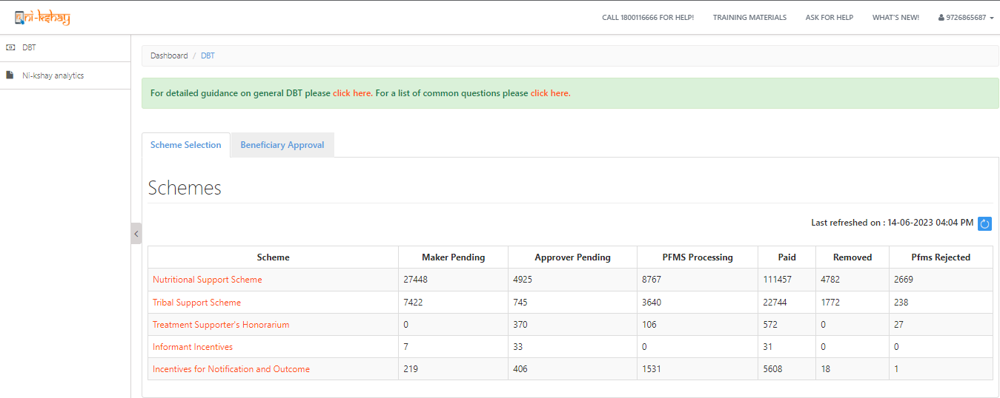 ni-kshay
CALL 1800116666 FOR HELP! TRAINING MATERIALS ASK FOR HELP WHAT'S NEW! 9726865687
DBT
Ni-kshay analytics
Dashboard / DBT
For detailed guidance on general DBT please click here. For a list of common questions please click here.
Scheme Selection Beneficiary Approval
Schemes
Last refreshed on : 14-06-2023 04:04 PM
Scheme Maker Pending Approver Pending PFMS Processing Paid Removed Pfms Rejected
Nutritional Support Scheme 27448 4925 8767 111457 4782 2669
Tribal Support Scheme 7422 745 3640 22744 1772 238
Treatment Supporter's Honorarium 0 370 106 572 0 27
Informant Incentives 7 33 0 31 0 0
Incentives for Notification and Outcome 219 406 1531 5608 18 1